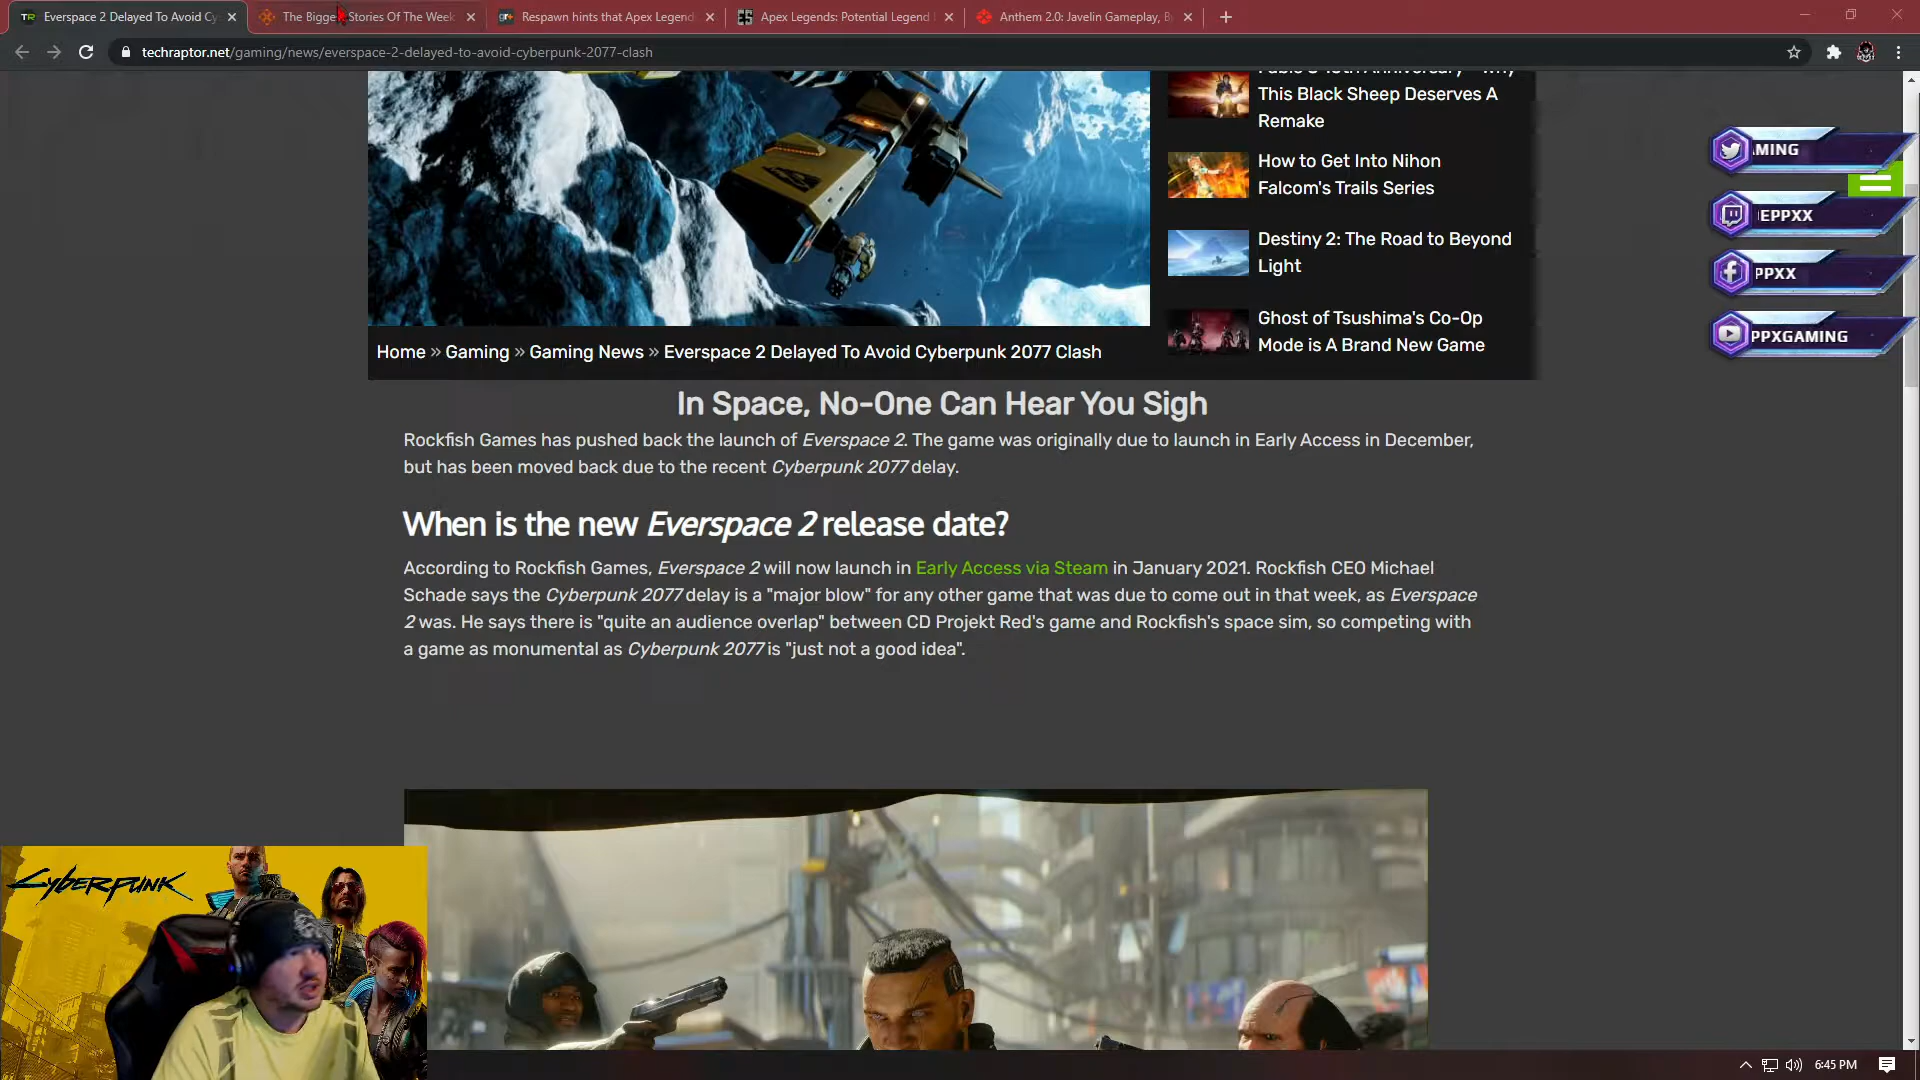 Everspace 2 Delayed To Avoid Cy
The Bigge Stories Of The Week
Respawn hints that Apex Legend
Apex Legends: Potential Legend
Anthem 2.0: Javelin Gameplay, B
techraptor.net/gaming/news/everspace-2-delayed-to-avoid-cyberpunk-2077-clash
This Black Sheep Deserves A
Remake
How to Get Into Nihon
Falcom's Trails Series
Destiny 2: The Road to Beyond
Light
Ghost of Tsushima's Co-Op
Mode is A Brand New Game
MING
EPPXX
PPXX
PPXGAMING
Home » Gaming » Gaming News » Everspace 2 Delayed To Avoid Cyberpunk 2077 Clash
In Space, No-One Can Hear You Sigh
Rockfish Games has pushed back the launch of Everspace 2. The game was originally due to launch in Early Access in December,
but has been moved back due to the recent Cyberpunk 2077 delay.
When is the new Everspace 2 release date?
According to Rockfish Games, Everspace 2 will now launch in Early Access via Steam in January 2021. Rockfish CEO Michael
Schade says the Cyberpunk 2077 delay is a "major blow" for any other game that was due to come out in that week, as Everspace
2 was. He says there is "quite an audience overlap" between CD Projekt Red's game and Rockfish's space sim, so competing with
a game as monumental as Cyberpunk 2077 is "just not a good idea".
CYBERPUNK
6:45 PM